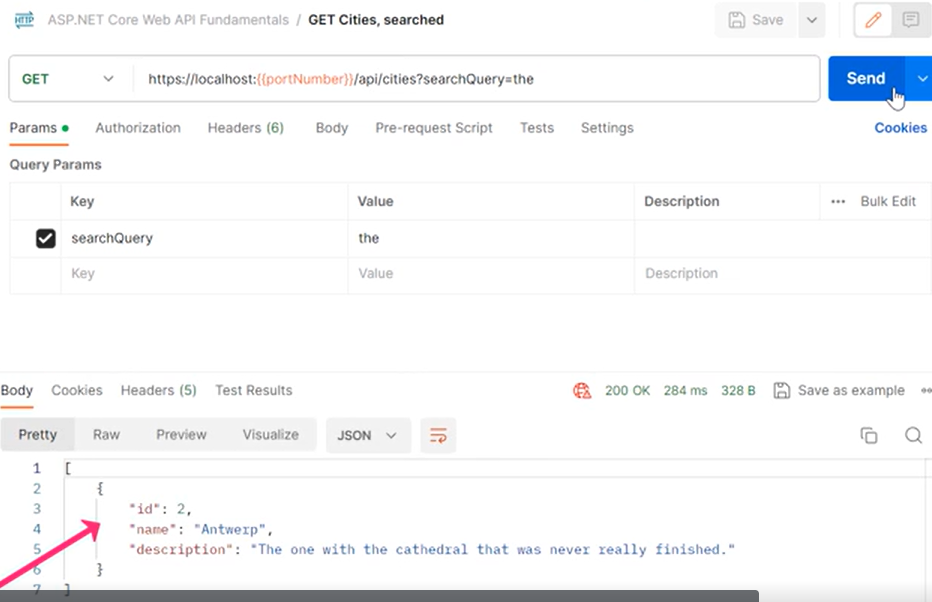 HTTP ASP.NET Core Web API Fundamentals / GET Cities, searched Save
GET https://localhost:{{portNumber}}/api/cities?searchQuery=the Send
Params Authorization Headers (6) Body Pre-request Script Tests Settings Cookies
Query Params
Key Value Description ••• Bulk Edit
searchQuery the
Key Value Description
Body Cookies Headers (5) Test Results 200 OK 284 ms 328 B Save as example
Pretty Raw Preview Visualize JSON
1 [
2 {
3 "id": 2,
4 "name": "Antwerp",
5 "description": "The one with the cathedral that was never really finished."
6 }
7 ]